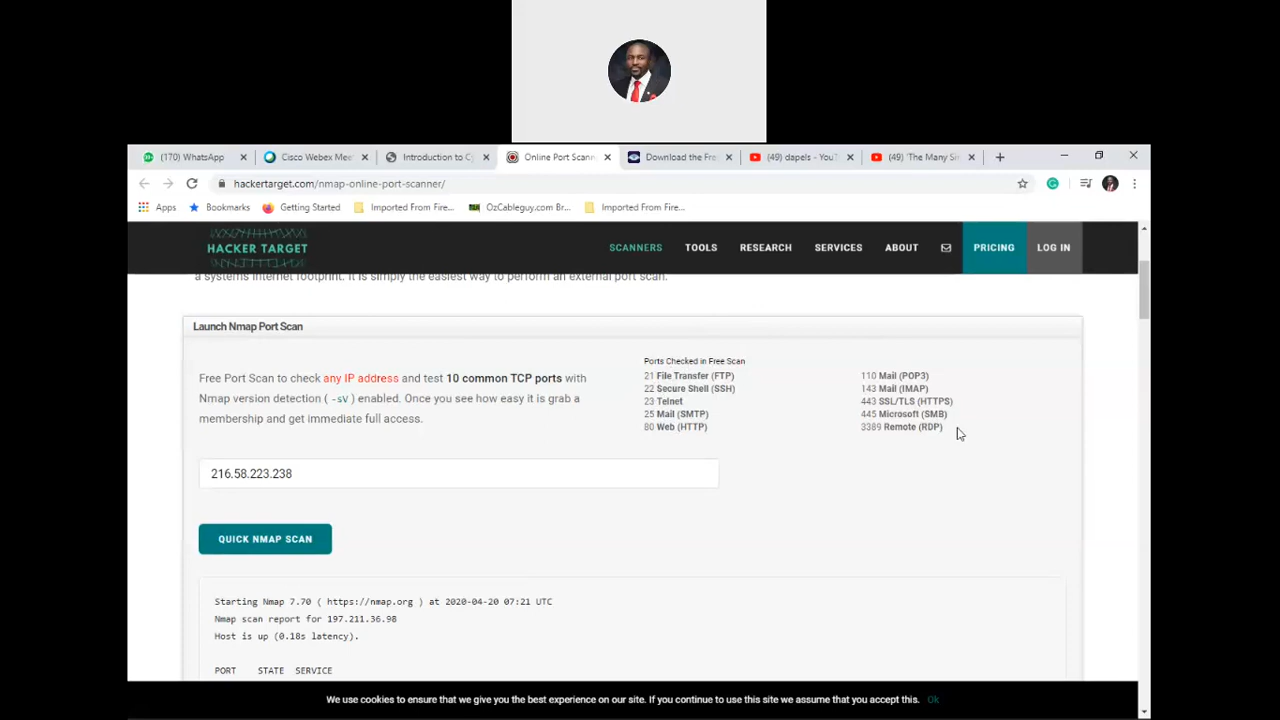 (170) WhatsApp
Cisco Webex Mee
Introduction to C
Online Port Scann
Download the Fre
(49) dapels - You
(49) 'The Many Si
hackertarget.com/nmap-online-port-scanner/
Apps
Bookmarks
Getting Started
Imported From Fire...
OzCableguy.com Br...
Imported From Fire...
HACKER TARGET
SCANNERS
TOOLS
RESEARCH
SERVICES
ABOUT
PRICING
LOG IN
a systems Internet footprint. It is simply the easiest way to perform an external port scan.
Launch Nmap Port Scan
Free Port Scan to check any IP address and test 10 common TCP ports with
Nmap version detection ( -sV ) enabled. Once you see how easy it is grab a
membership and get immediate full access.
Ports Checked in Free Scan
21 File Transfer (FTP)
22 Secure Shell (SSH)
23 Telnet
25 Mail (SMTP)
80 Web (HTTP)
110 Mail (POP3)
143 Mail (IMAP)
443 SSL/TLS (HTTPS)
445 Microsoft (SMB)
3389 Remote (RDP)
216.58.223.238
QUICK NMAP SCAN
Starting Nmap 7.70 ( https://nmap.org ) at 2020-04-20 07:21 UTC
Nmap scan report for 197.211.36.98
Host is up (0.18s latency).
PORT STATE SERVICE
We use cookies to ensure that we give you the best experience on our site. If you continue to use this site we assume that you accept this. Ok